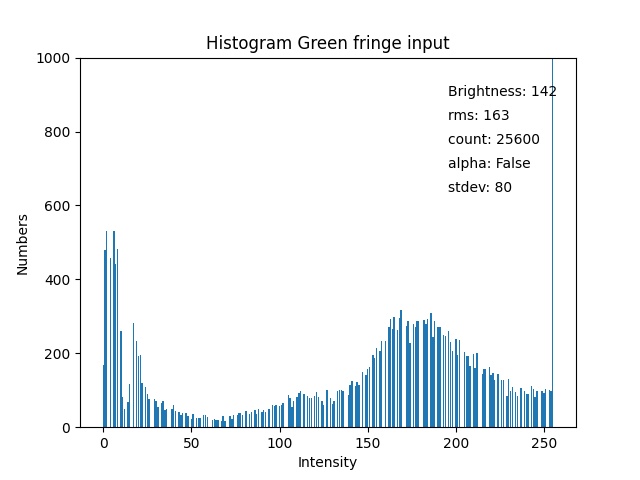 Histogram Green fringe input
1000
800
600
400
200
0
Numbers
Brightness: 142
rms: 163
count: 25600
alpha: False
stdev: 80
0 50 100 150 200 250
Intensity